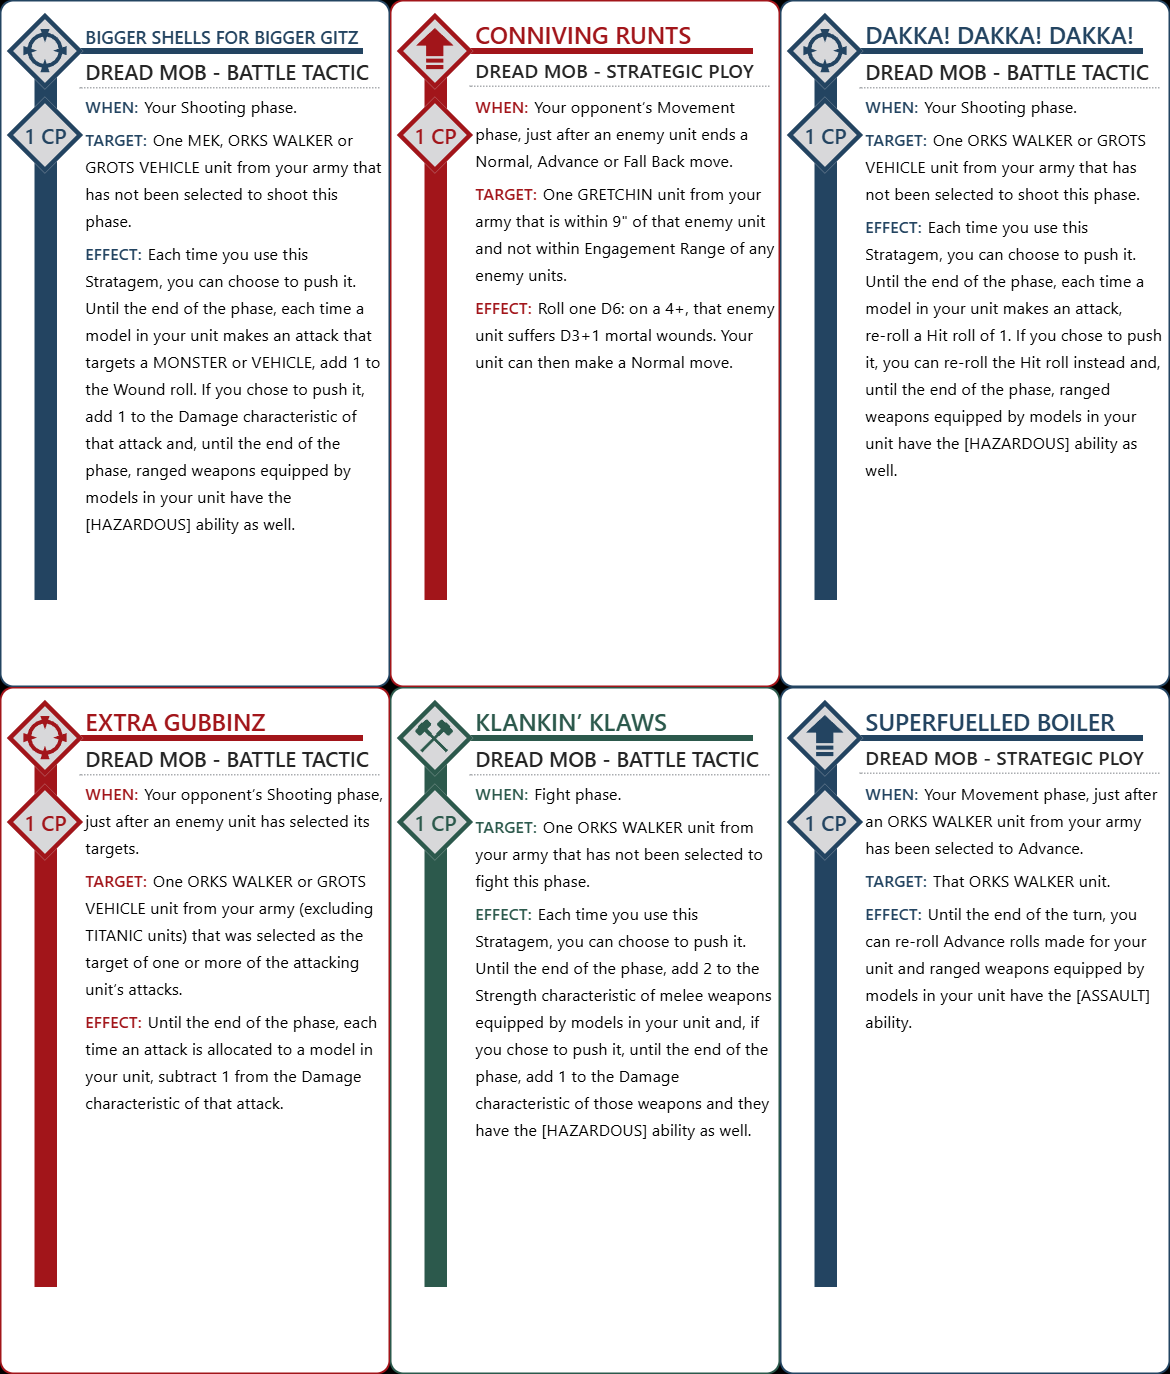 BIGGER SHELLS FOR BIGGER GITZ
DREAD MOB - BATTLE TACTIC
1 CP
WHEN: Your Shooting phase.
TARGET: One MEK, ORKS WALKER or
GROTS VEHICLE unit from your army that
has not been selected to shoot this
phase.
EFFECT: Each time you use this
Stratagem, you can choose to push it.
Until the end of the phase, each time a
model in your unit makes an attack that
targets a MONSTER or VEHICLE, add 1 to
the Wound roll. If you chose to push it,
add 1 to the Damage characteristic of
that attack and, until the end of the
phase, ranged weapons equipped by
models in your unit have the
[HAZARDOUS] ability as well.
CONNIVING RUNTS
DREAD MOB - STRATEGIC PLOY
1 CP
WHEN: Your opponent’s Movement
phase, just after an enemy unit ends a
Normal, Advance or Fall Back move.
TARGET: One GRETCHIN unit from your
army that is within 9" of that enemy unit
and not within Engagement Range of any
enemy units.
EFFECT: Roll one D6: on a 4+, that enemy
unit suffers D3+1 mortal wounds. Your
unit can then make a Normal move.
DAKKA! DAKKA! DAKKA!
DREAD MOB - BATTLE TACTIC
1 CP
WHEN: Your Shooting phase.
TARGET: One ORKS WALKER or GROTS
VEHICLE unit from your army that has
not been selected to shoot this phase.
EFFECT: Each time you use this
Stratagem, you can choose to push it.
Until the end of the phase, each time a
model in your unit makes an attack,
re-roll a Hit roll of 1. If you chose to push
it, you can re-roll the Hit roll instead and,
until the end of the phase, ranged
weapons equipped by models in your
unit have the [HAZARDOUS] ability as
well.
EXTRA GUBBINZ
DREAD MOB - BATTLE TACTIC
1 CP
WHEN: Your opponent’s Shooting phase,
just after an enemy unit has selected its
targets.
TARGET: One ORKS WALKER or GROTS
VEHICLE unit from your army (excluding
TITANIC units) that was selected as the
target of one or more of the attacking
unit’s attacks.
EFFECT: Until the end of the phase, each
time an attack is allocated to a model in
your unit, subtract 1 from the Damage
characteristic of that attack.
KLANKIN’ KLAWS
DREAD MOB - BATTLE TACTIC
1 CP
WHEN: Fight phase.
TARGET: One ORKS WALKER unit from
your army that has not been selected to
fight this phase.
EFFECT: Each time you use this
Stratagem, you can choose to push it.
Until the end of the phase, add 2 to the
Strength characteristic of melee weapons
equipped by models in your unit and, if
you chose to push it, until the end of the
phase, add 1 to the Damage
characteristic of those weapons and they
have the [HAZARDOUS] ability as well.
SUPERFUELLED BOILER
DREAD MOB - STRATEGIC PLOY
1 CP
WHEN: Your Movement phase, just after
an ORKS WALKER unit from your army
has been selected to Advance.
TARGET: That ORKS WALKER unit.
EFFECT: Until the end of the turn, you
can re-roll Advance rolls made for your
unit and ranged weapons equipped by
models in your unit have the [ASSAULT]
ability.